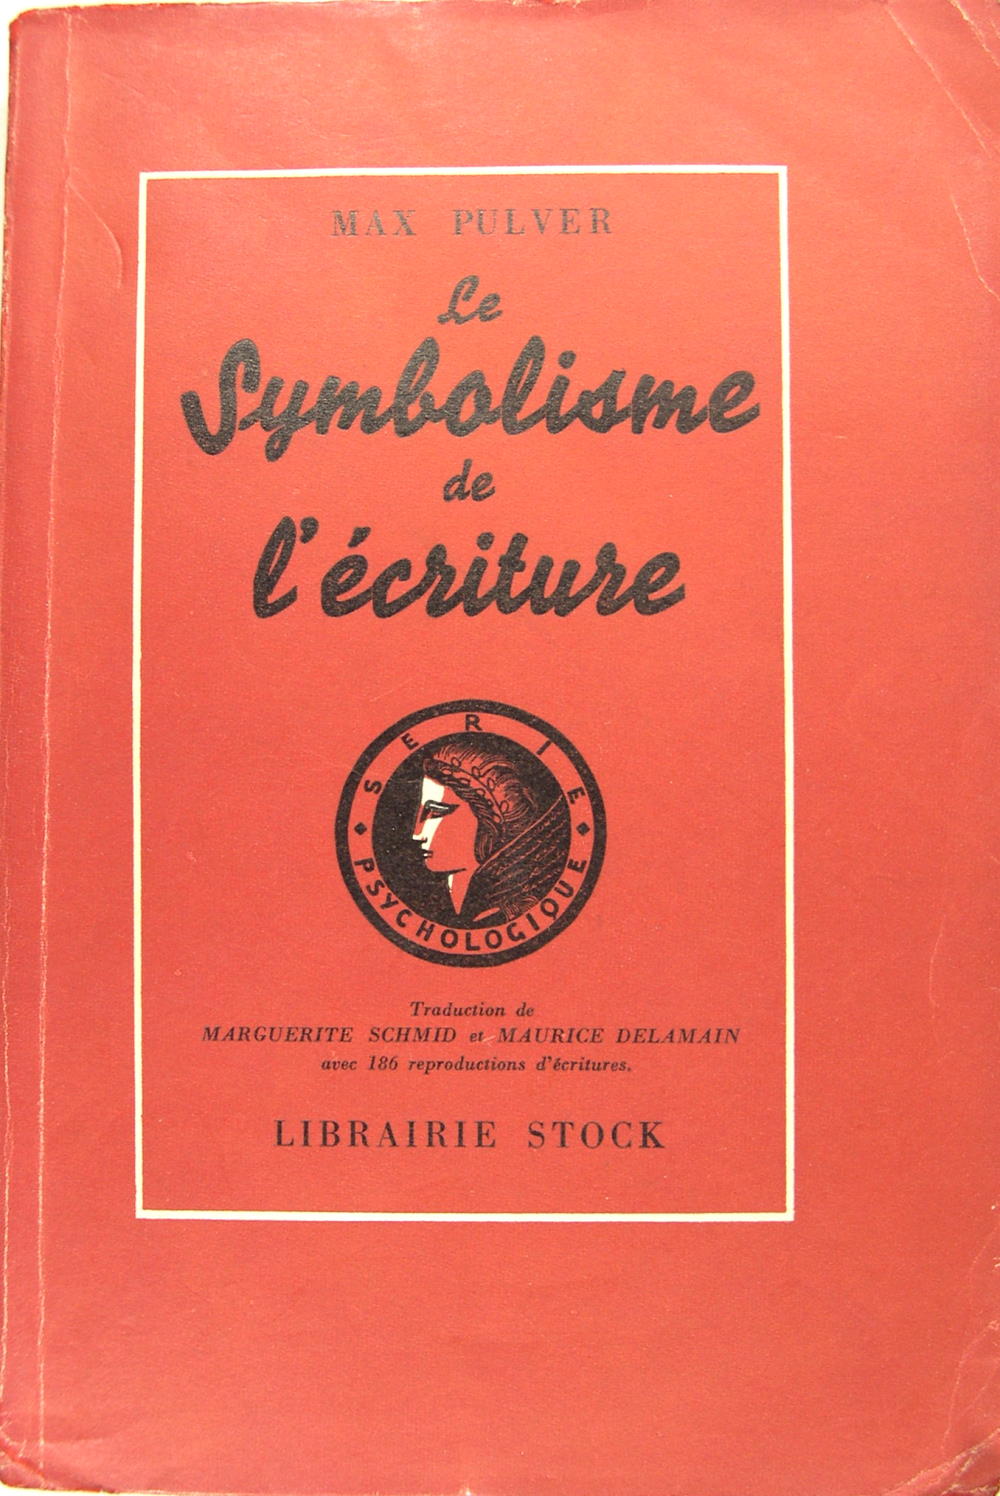 MAX PULVER
Le
Symbolisme
de
l'écriture
SERIE
PSYCHOLOGIQUE
Traduction de
MARGUERITE SCHMID et MAURICE DELAMAIN
avec 186 reproductions d'écritures.
LIBRAIRIE STOCK